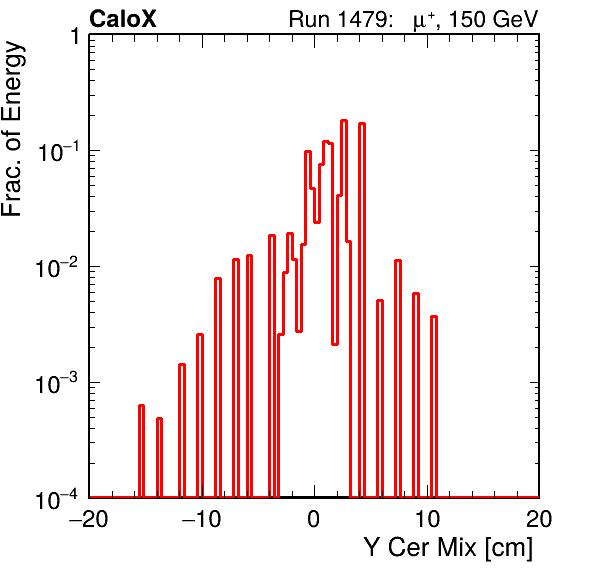 CaloX Run 1479: μ⁺, 150 GeV
Frac. of Energy
1
10⁻¹
10⁻²
10⁻³
10⁻⁴
−20 −10 0 10 20
Y Cer Mix [cm]